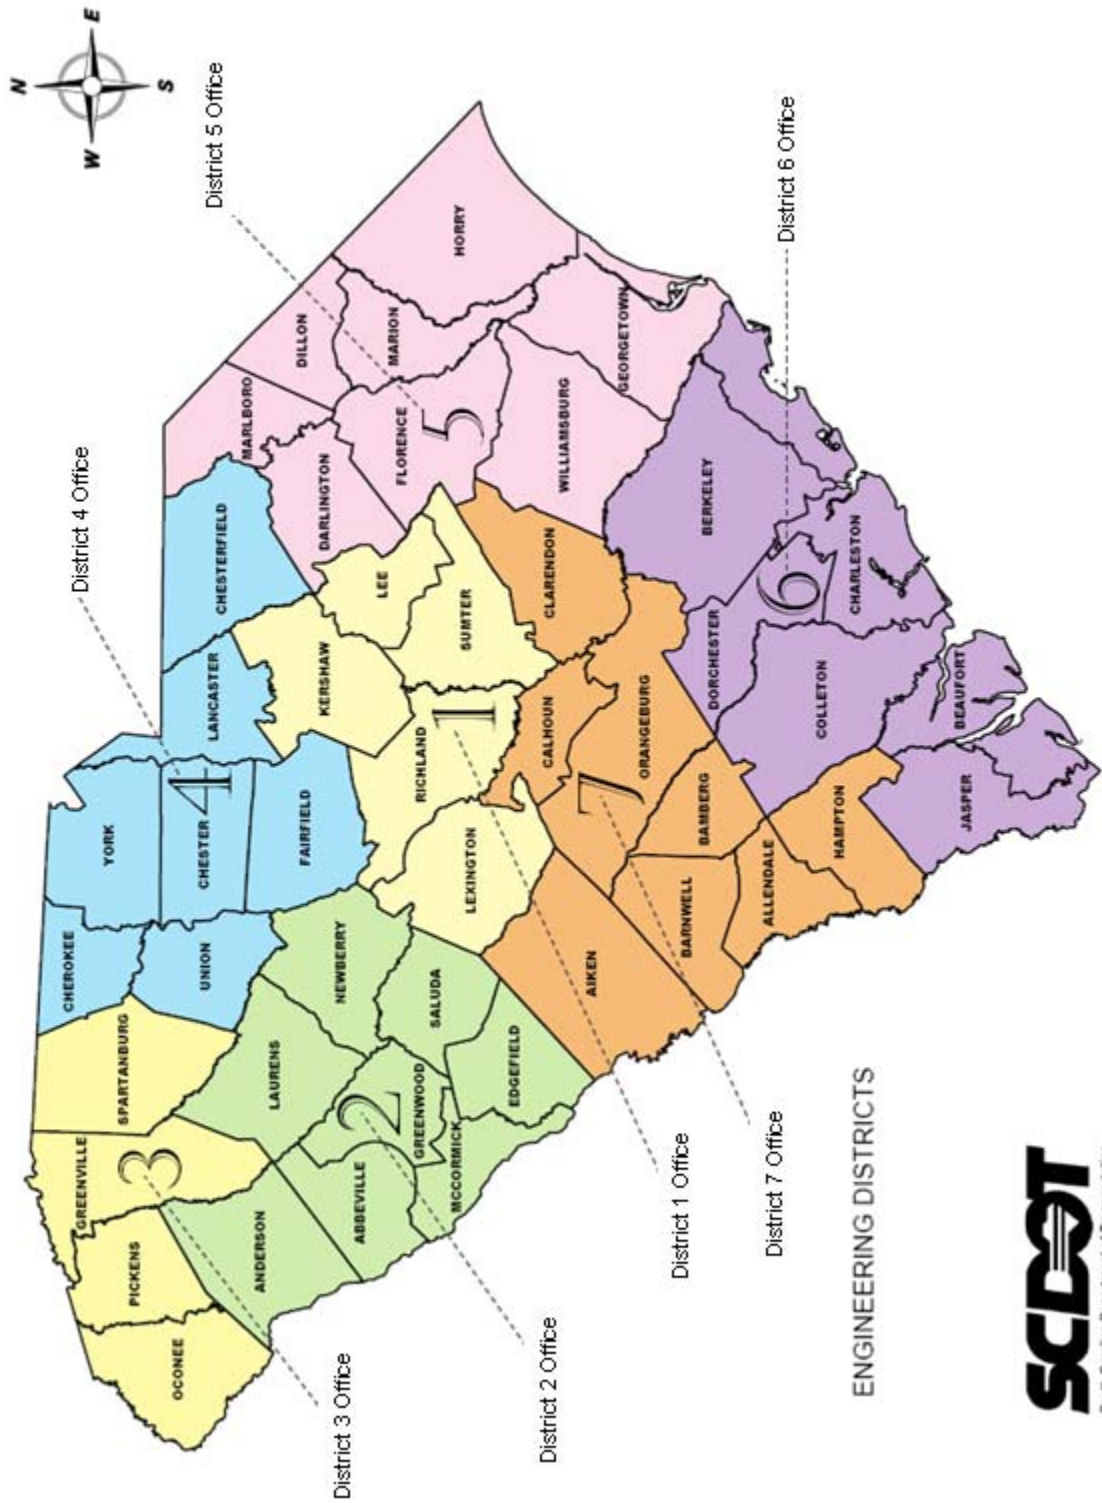 N
W
E
S
District 4 Office
District 5 Office
CHEROKEE
YORK
SPARTANBURG
GREENVILLE
PICKENS
OCONEE
3
UNION
CHESTER
4
LANCASTER
CHESTERFIELD
MARLBORO
DILLON
ANDERSON
LAURENS
FAIRFIELD
KERSHAW
DARLINGTON
MARION
HORRY
ABBEVILLE
2
GREENWOOD
NEWBERRY
LEE
FLORENCE
5
MCCORMICK
SALUDA
EDGEFIELD
LEXINGTON
RICHLAND
1
SUMTER
WILLIAMSBURG
GEORGETOWN
AIKEN
CALHOUN
CLARENDON
7
ORANGEBURG
BARNWELL
BAMBERG
BERKELEY
ALLENDALE
DORCHESTER
6
District 6 Office
HAMPTON
COLLETON
CHARLESTON
JASPER
BEAUFORT
District 3 Office
District 2 Office
District 1 Office
District 7 Office
ENGINEERING DISTRICTS
SCDOT